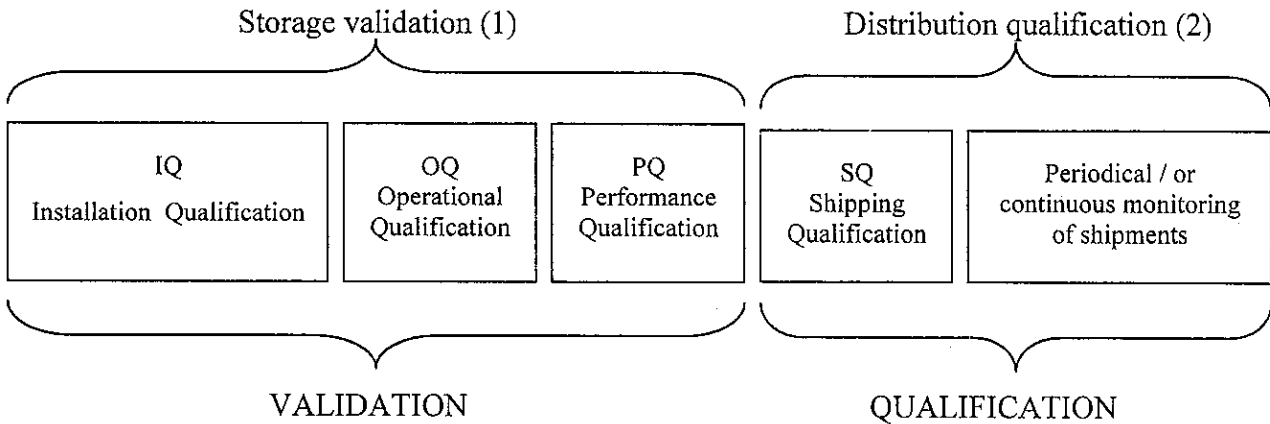 Storage validation (1)
Distribution qualification (2)
IQ
Installation Qualification
OQ
Operational
Qualification
PQ
Performance
Qualification
SQ
Shipping
Qualification
Periodical / or
continuous monitoring
of shipments
VALIDATION
QUALIFICATION